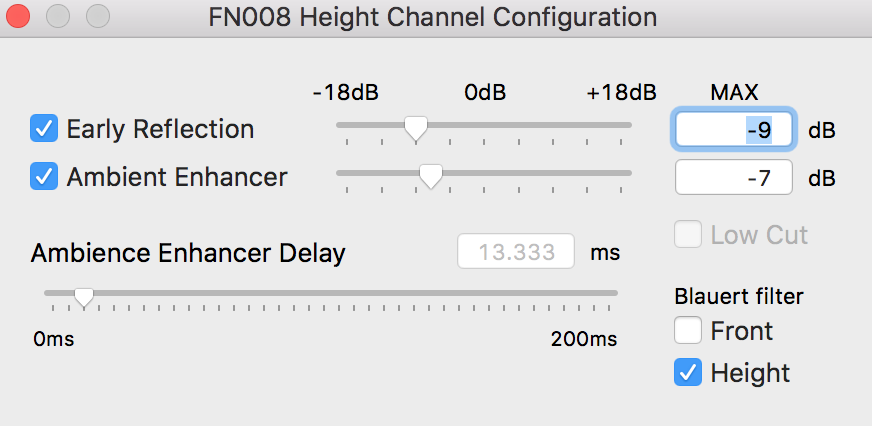 FN008 Height Channel Configuration
-18dB 0dB +18dB MAX
Early Reflection -9 dB
Ambient Enhancer -7 dB
Low Cut
Ambience Enhancer Delay 13.333 ms
Blauert filter
Front
0ms 200ms
Height